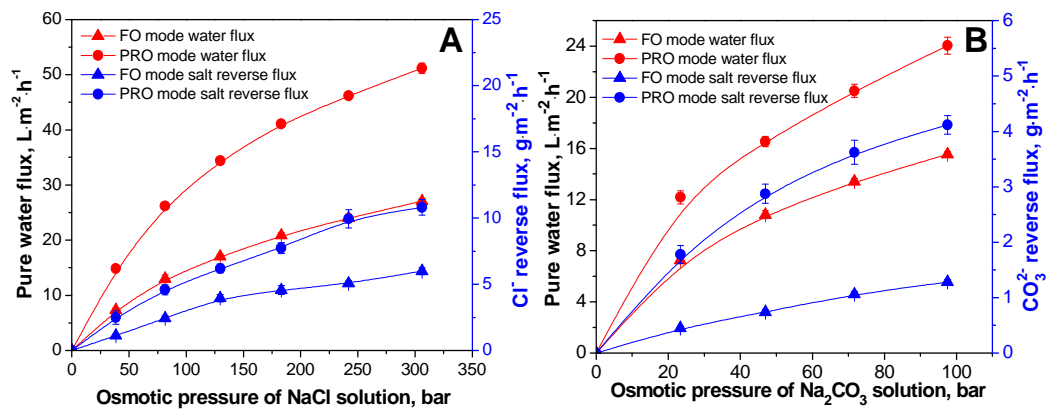 A
FO mode water flux
PRO mode water flux
FO mode salt reverse flux
PRO mode salt reverse flux
Pure water flux, L·m⁻²·h⁻¹
60
50
40
30
20
10
0
0 50 100 150 200 250 300 350
Osmotic pressure of NaCl solution, bar
25
20
15
10
5
0
Cl⁻ reverse flux, g·m⁻²·h⁻¹
B
FO mode water flux
PRO mode water flux
FO mode salt reverse flux
PRO mode salt reverse flux
Pure water flux, L·m⁻²·h⁻¹
24
20
16
12
8
4
0
0 20 40 60 80 100
Osmotic pressure of Na₂CO₃ solution, bar
6
5
4
3
2
1
0
CO₃²⁻ reverse flux, g·m⁻²·h⁻¹